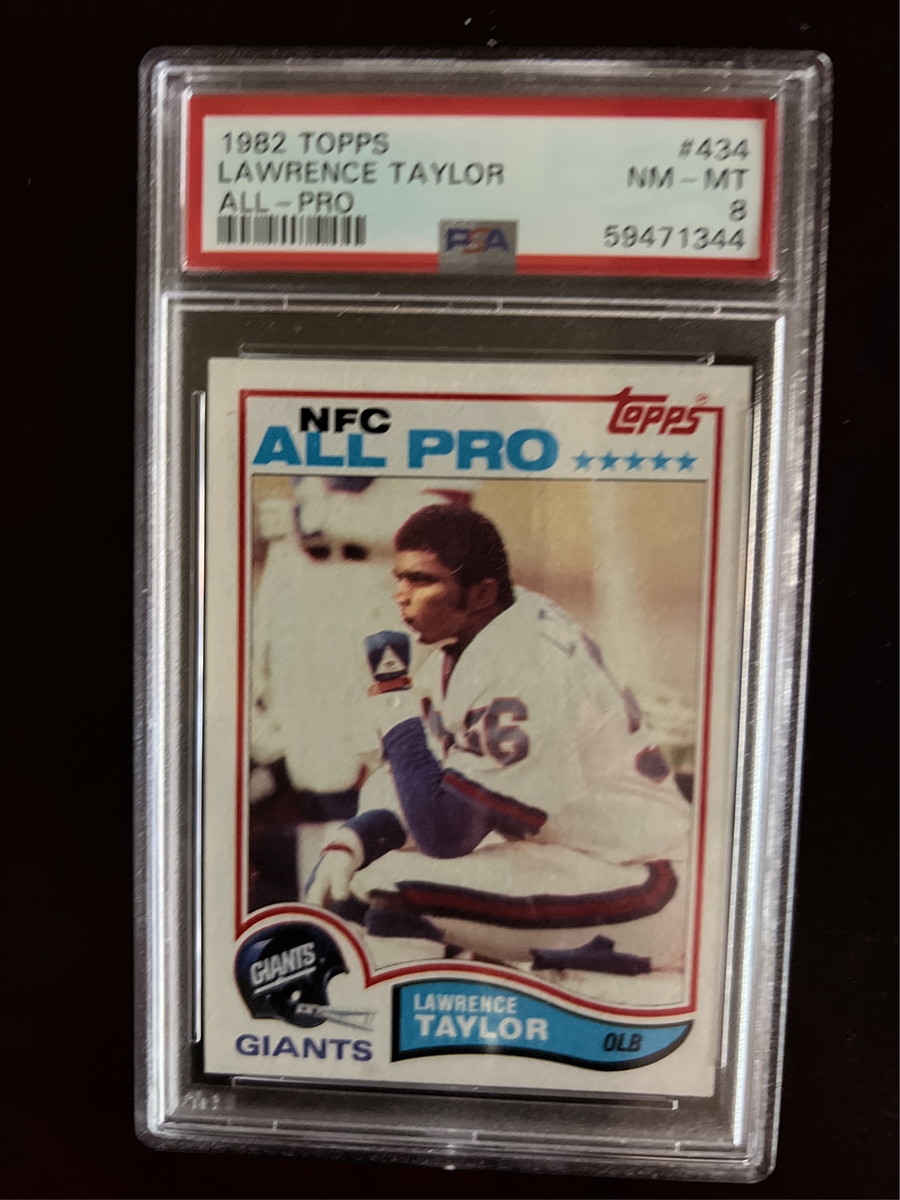 1982 TOPPS #434
LAWRENCE TAYLOR NM - MT
ALL - PRO 8
PSA 59471344
topps®
NFC
ALL PRO
56
GIANTS
LAWRENCE
TAYLOR OLB
GIANTS